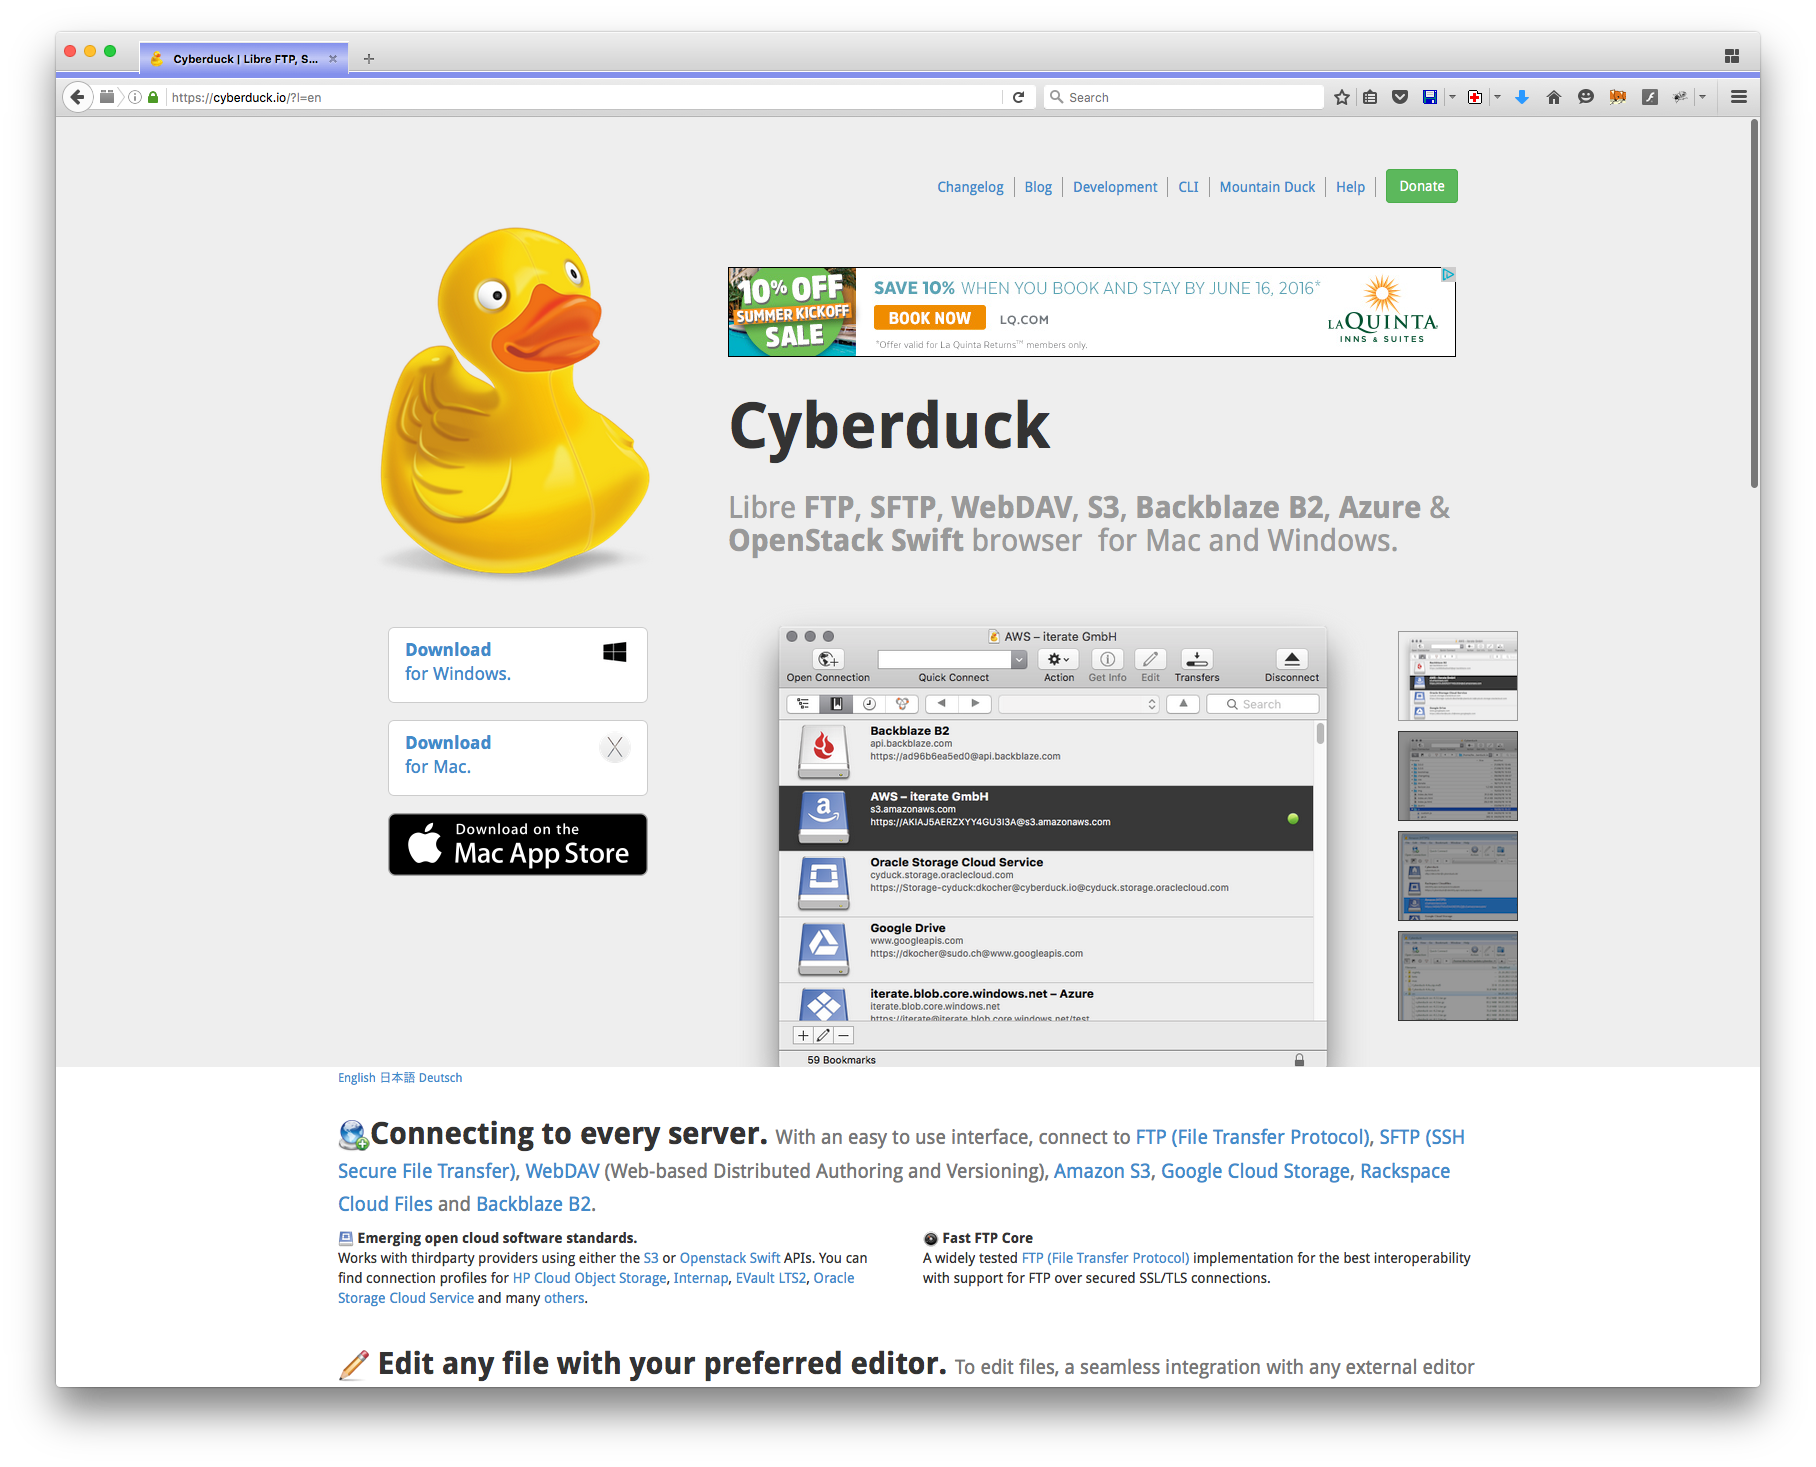 Cyberduck | Libre FTP, S...
https://cyberduck.io/?l=en
Search
Changelog
Blog
Development
CLI
Mountain Duck
Help
Donate
10% OFF
SUMMER KICKOFF
SALE
SAVE 10% WHEN YOU BOOK AND STAY BY JUNE 16, 2016*
BOOK NOW
LQ.COM
*Offer valid for La Quinta Returns™ members only.
LAQUINTA
INNS & SUITES
Cyberduck
Libre FTP, SFTP, WebDAV, S3, Backblaze B2, Azure &
OpenStack Swift browser for Mac and Windows.
Download
for Windows.
Download
for Mac.
Download on the
Mac App Store
AWS – iterate GmbH
Open Connection
Quick Connect
Action
Get Info
Edit
Transfers
Disconnect
Search
Backblaze B2
api.backblaze.com
https://ad96b6ea5ed0@api.backblaze.com
AWS – iterate GmbH
s3.amazonaws.com
https://AKIAJ5AERZXYY4GU3I3A@s3.amazonaws.com
Oracle Storage Cloud Service
cyduck.storage.oraclecloud.com
https://Storage-cyduck:dkocher@cyberduck.io@cyduck.storage.oraclecloud.com
Google Drive
www.googleapis.com
https://dkocher@sudo.ch@www.googleapis.com
iterate.blob.core.windows.net – Azure
iterate.blob.core.windows.net
https://iterate@iterate.blob.core.windows.net/test
59 Bookmarks
English 日本語 Deutsch
Connecting to every server. With an easy to use interface, connect to FTP (File Transfer Protocol), SFTP (SSH
Secure File Transfer), WebDAV (Web-based Distributed Authoring and Versioning), Amazon S3, Google Cloud Storage, Rackspace
Cloud Files and Backblaze B2.
Emerging open cloud software standards.
Works with thirdparty providers using either the S3 or Openstack Swift APIs. You can
find connection profiles for HP Cloud Object Storage, Internap, EVault LTS2, Oracle
Storage Cloud Service and many others.
Fast FTP Core
A widely tested FTP (File Transfer Protocol) implementation for the best interoperability
with support for FTP over secured SSL/TLS connections.
Edit any file with your preferred editor. To edit files, a seamless integration with any external editor